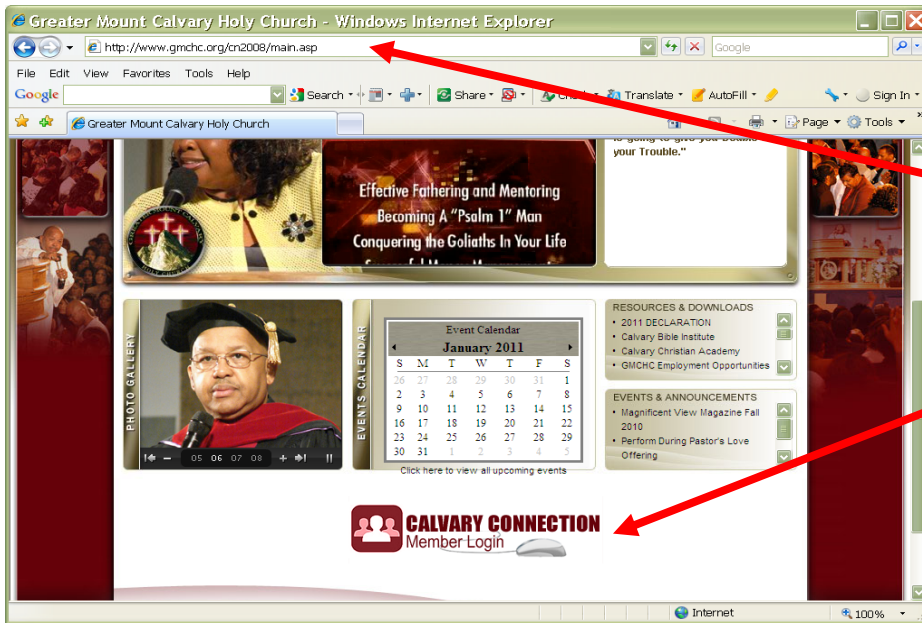 Greater Mount Calvary Holy Church - Windows Internet Explorer
http://www.gmchc.org/cn2008/main.asp
Google
File Edit View Favorites Tools Help
Google
Search
Share
Translate
AutoFill
Sign In
Greater Mount Calvary Holy Church
Page
Tools
your Trouble."
Effective Fathering and Mentoring
Becoming A "Psalm 1" Man
Conquering the Goliaths In Your Life
PHOTO GALLERY
05 06 07 08
EVENTS CALENDAR
Event Calendar
January 2011
S M T W T F S
26 27 28 29 30 31 1
2 3 4 5 6 7 8
9 10 11 12 13 14 15
16 17 18 19 20 21 22
23 24 25 26 27 28 29
30 31 1 2 3 4 5
Click here to view all upcoming events
RESOURCES & DOWNLOADS
• 2011 DECLARATION
• Calvary Bible Institute
• Calvary Christian Academy
• GMCHC Employment Opportunities
EVENTS & ANNOUNCEMENTS
• Magnificent View Magazine Fall
2010
• Perform During Pastor's Love
Offering
CALVARY CONNECTION
Member Login
Internet
100%